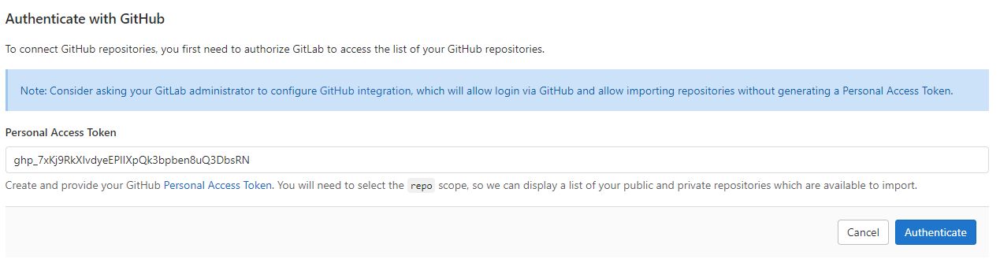 Authenticate with GitHub
To connect GitHub repositories, you first need to authorize GitLab to access the list of your GitHub repositories.
Note: Consider asking your GitLab administrator to configure GitHub integration, which will allow login via GitHub and allow importing repositories without generating a Personal Access Token.
Personal Access Token
Create and provide your GitHub Personal Access Token. You will need to select the repo scope, so we can display a list of your public and private repositories which are available to import.
Cancel Authenticate